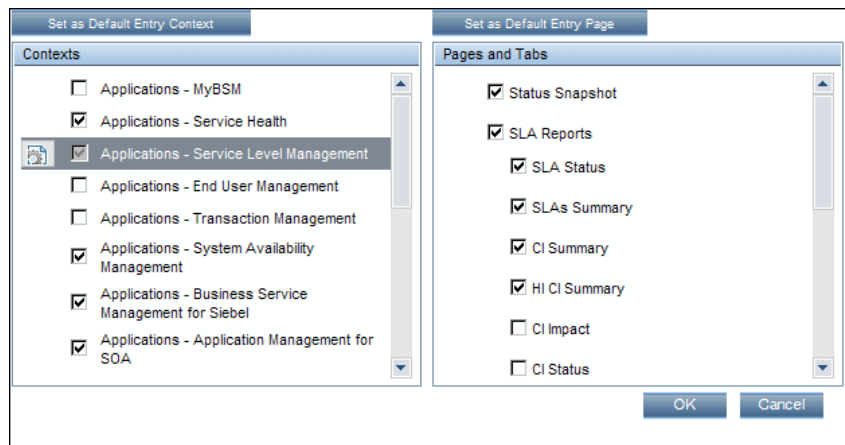 Set as Default Entry Context
Set as Default Entry Page
Contexts
Applications - MyBSM
Applications - Service Health
Applications - Service Level Management
Applications - End User Management
Applications - Transaction Management
Applications - System Availability
Management
Applications - Business Service
Management for Siebel
Applications - Application Management for
SOA
Pages and Tabs
Status Snapshot
SLA Reports
SLA Status
SLAs Summary
CI Summary
HI CI Summary
CI Impact
CI Status
OK
Cancel